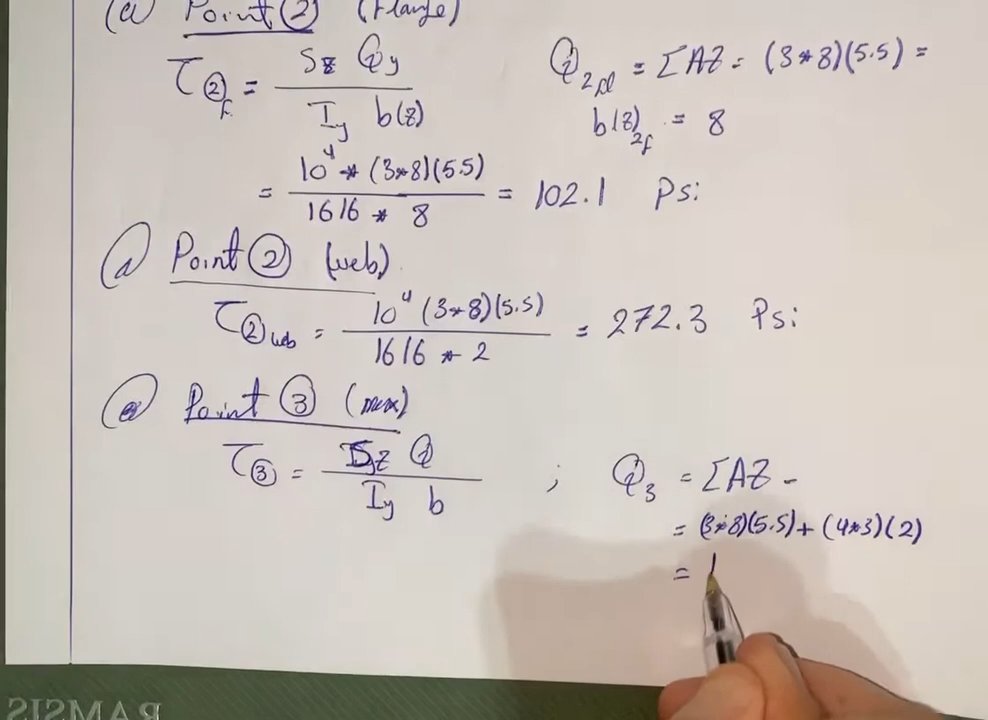 @ Point ② (Flange)
τ②f = Sz Qy / Iy b(z)
Q2fl = ΣAZ = (3*8)(5.5) =
b(z)2f = 8
= 10⁴ * (3*8)(5.5) / 1616 * 8 = 102.1 Psi
@ Point ② (web)
τ②web = 10⁴ (3*8)(5.5) / 1616 * 2 = 272.3 Psi
@ Point ③ (max)
τ③ = Sz Q / Iy b ; Q3 = ΣAZ -
= (3*8)(5.5) + (4*3)(2)
= 1
RAMSIS